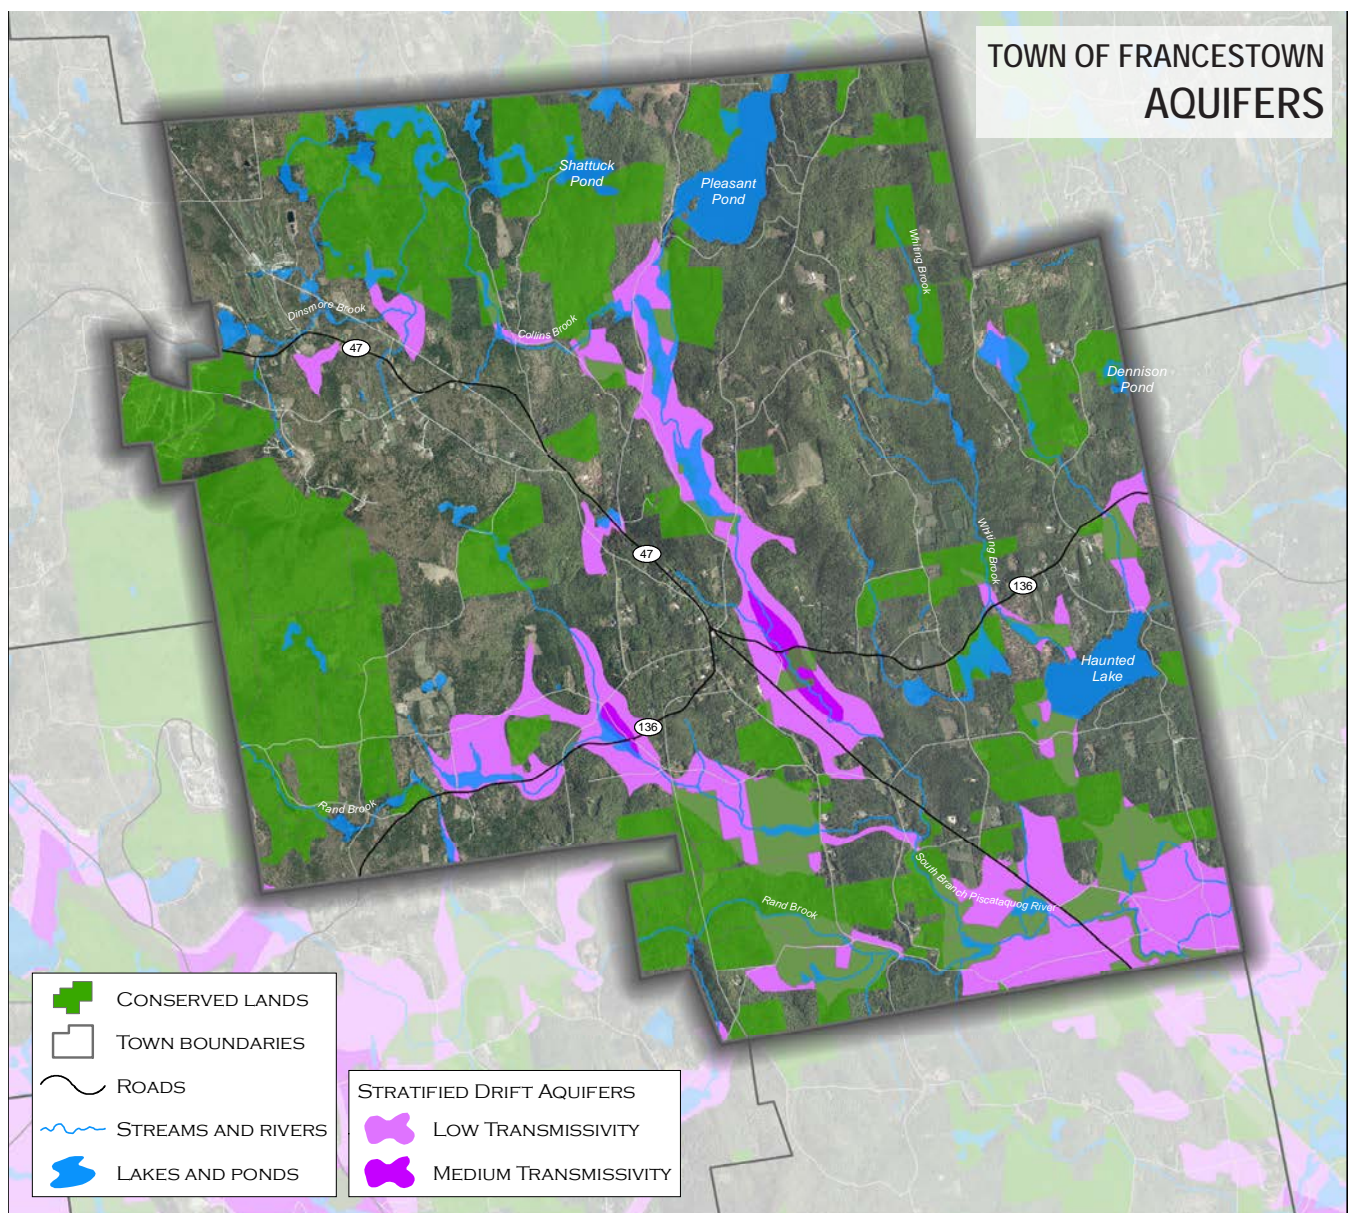 TOWN OF FRANCESTOWN
AQUIFERS
Shattuck
Pond
Pleasant
Pond
Whiting Brook
Dinsmore Brook
Collins Brook
47
Dennison
Pond
47
Whiting Brook
136
Haunted
Lake
136
Rand Brook
South Branch Piscataquog River
Rand Brook
CONSERVED LANDS
TOWN BOUNDARIES
ROADS
STREAMS AND RIVERS
LAKES AND PONDS
STRATIFIED DRIFT AQUIFERS
LOW TRANSMISSIVITY
MEDIUM TRANSMISSIVITY